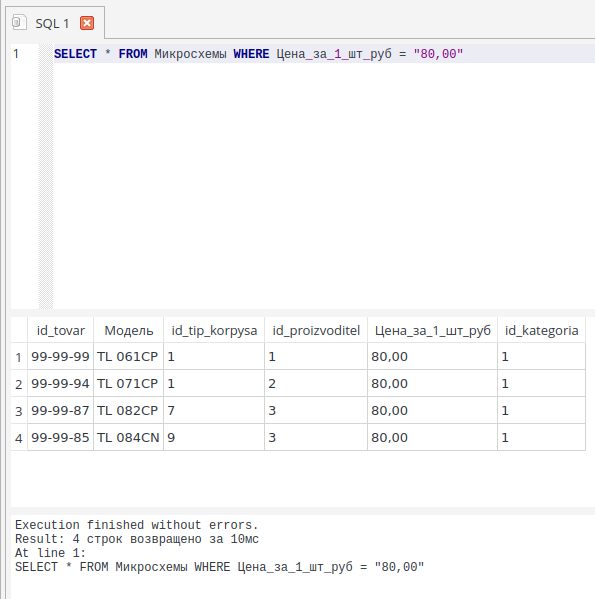 SQL 1
1 SELECT * FROM Микросхемы WHERE Цена_за_1_шт_руб = "80,00"
id_tovar Модель id_tip_korpysa id_proizvoditel Цена_за_1_шт_руб id_kategoria
1 99-99-99 TL 061CP 1 1 80,00 1
2 99-99-94 TL 071CP 1 2 80,00 1
3 99-99-87 TL 082CP 7 3 80,00 1
4 99-99-85 TL 084CN 9 3 80,00 1
Execution finished without errors.
Result: 4 строк возвращено за 10мс
At line 1:
SELECT * FROM Микросхемы WHERE Цена_за_1_шт_руб = "80,00"